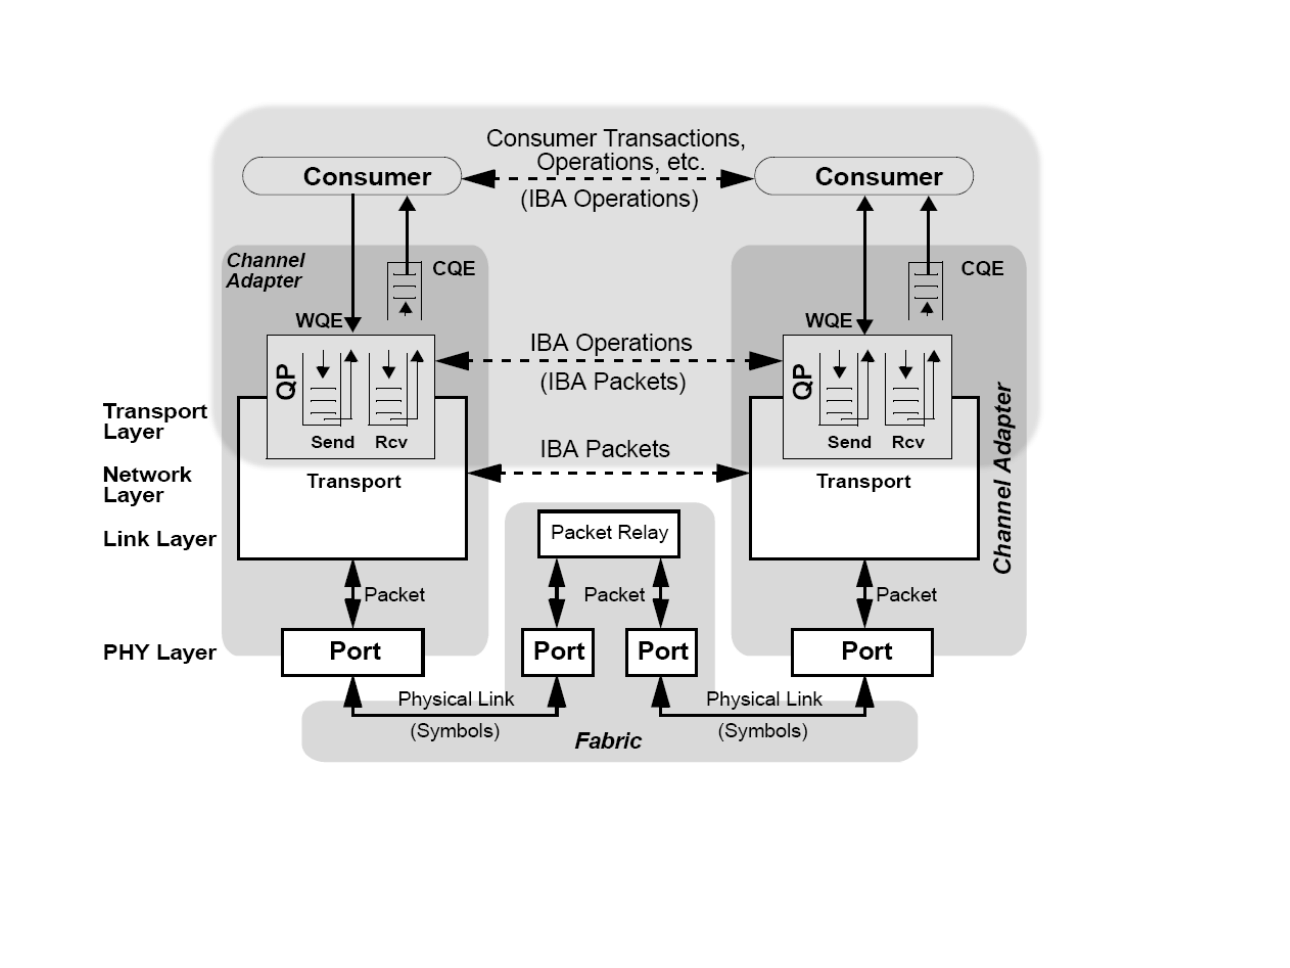 Consumer Transactions,
Operations, etc.
Consumer
Consumer
(IBA Operations)
Channel
Adapter
CQE
CQE
WQE
WQE
IBA Operations
(IBA Packets)
QP
QP
Send
Rcv
Send
Rcv
Transport
Layer
IBA Packets
Network
Layer
Transport
Transport
Channel Adapter
Link Layer
Packet Relay
Packet
Packet
Packet
PHY Layer
Port
Port
Port
Port
Physical Link
(Symbols)
Physical Link
(Symbols)
Fabric